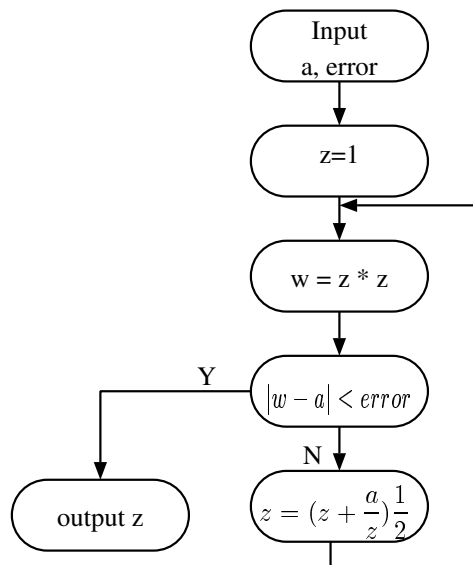 Input
a, error
z=1
w = z * z
Y
|w − a| < error
N
output z
z = (z + a/z) 1/2